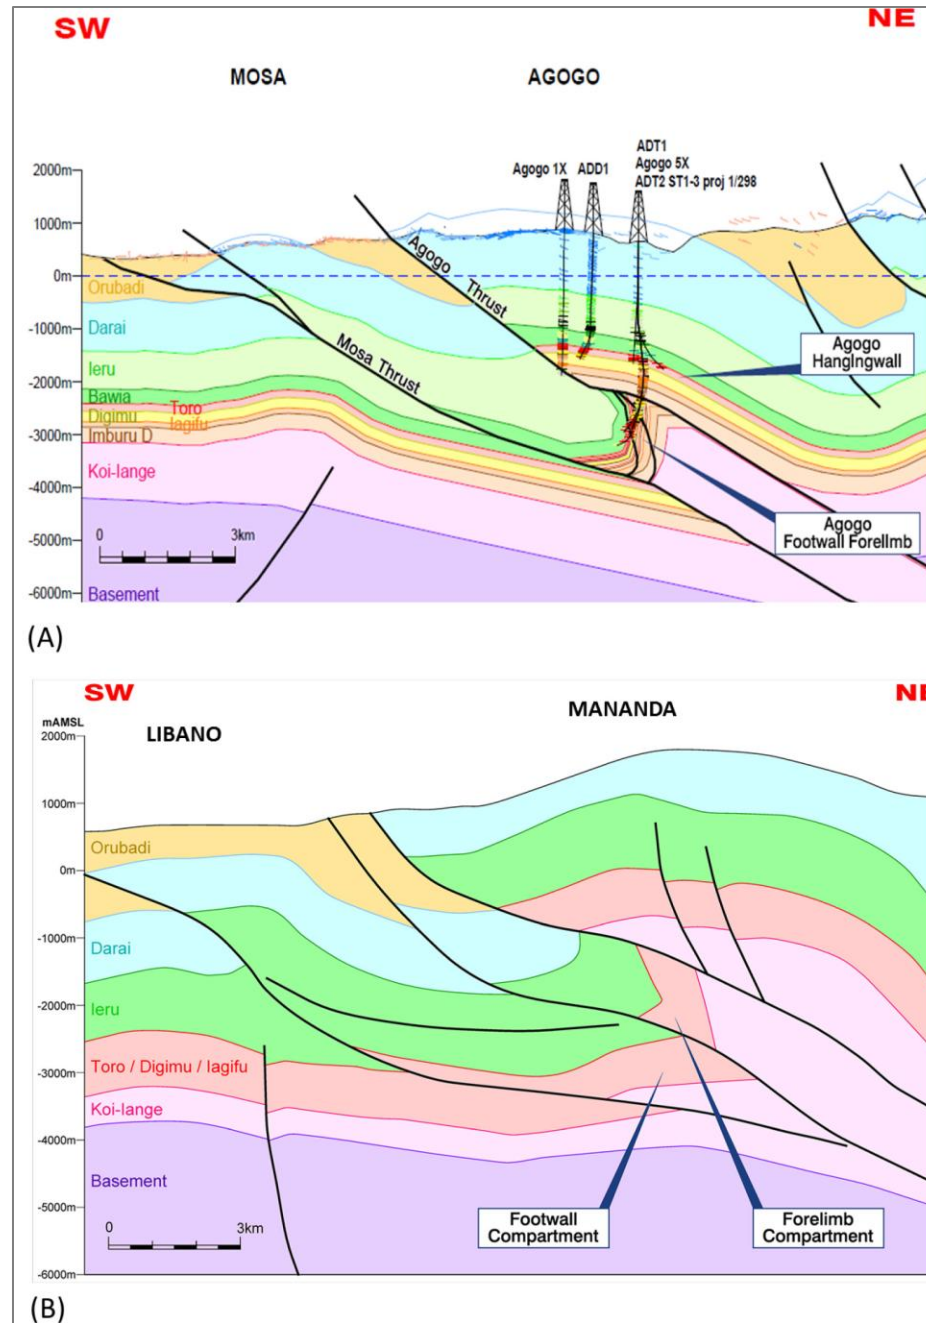 SW
NE
MOSA
AGOGO
ADT1
Agogo 1X
ADD1
Agogo 5X
ADT2 ST1-3 proj 1/298
2000m
1000m
0m
-1000m
-2000m
-3000m
-4000m
-5000m
-6000m
Agogo
Thrust
Mosa Thrust
Orubadi
Darai
Ieru
Bawia
Toro
Digimu
Iagifu
Imburu D
Koi-Iange
Basement
Agogo
Hangingwall
Agogo
Footwall Forelimb
0
3km
(A)
SW
NE
mAMSL
LIBANO
MANANDA
2000m
1000m
0m
-1000m
-2000m
-3000m
-4000m
-5000m
-6000m
Orubadi
Darai
Ieru
Toro / Digimu / Iagifu
Koi-lange
Basement
0
3km
Footwall
Compartment
Forelimb
Compartment
(B)